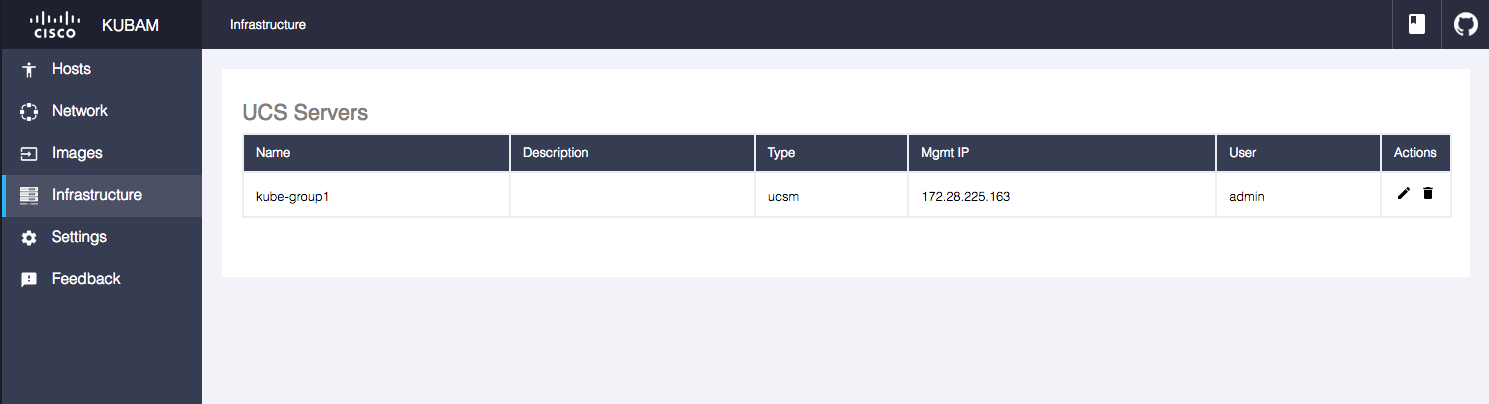 CISCO KUBAM Infrastructure
Hosts
Network
Images
Infrastructure
Settings
Feedback
UCS Servers
Name Description Type Mgmt IP User Actions
kube-group1 ucsm 172.28.225.163 admin